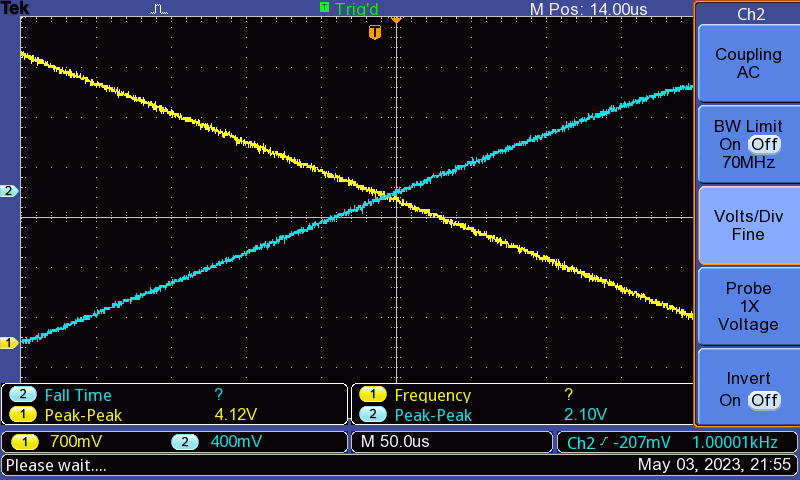 Tek T Trig'd M Pos: 14.00us Ch2
T
Coupling
AC
BW Limit
On Off
70MHz
2
Volts/Div
Fine
Probe
1X
Voltage
1
Invert
On Off
2 Fall Time ? 1 Frequency ?
1 Peak-Peak 4.12V 2 Peak-Peak 2.10V
1 700mV 2 400mV M 50.0us Ch2 -207mV 1.00001kHz
Please wait.... May 03, 2023, 21:55